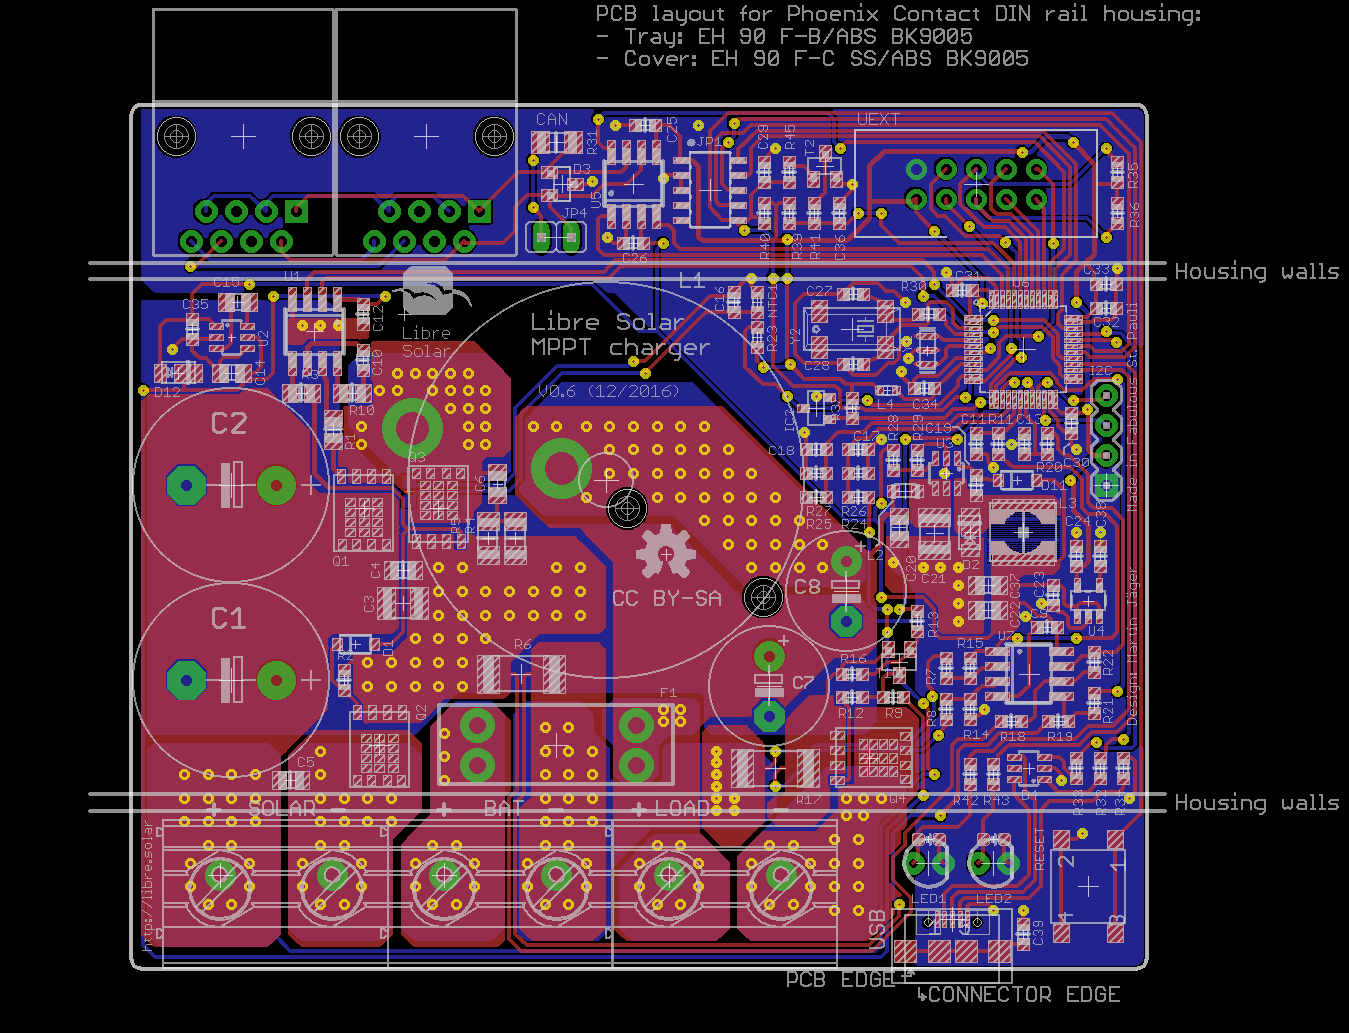 PCB layout for Phoenix Contact DIN rail housing:
- Tray: EH 90 F-B/ABS BK9005
- Cover: EH 90 F-C SS/ABS BK9005
CAN
UEXT
C25
R31
JP1
C29
R45
T2
D3
U5
JP4
R35
R36
C26
R40
R39
R41
C36
Housing walls
C15
U1
L1
C35
U2
C12
C10
C14
D12
Libre
Solar
Libre Solar
MPPT charger
V0.6 (12/2016)
C16
NTC1
R23
C27
Y2
C28
R30
C31
C33
I2C
Made in Fabulous St. Pauli
R10
C2
Q3
Q1
IC2
L4
C34
R28
R29
C19
U3
C11
R14
C13
C30
R20
D11
C18
C17
R27
R26
R25
R24
L3
C24
C38
C4
C3
D1
CC BY-SA
C8
L2
C20
C21
D2
C37
C22
C23
U4
C1
R2
R6
C7
R13
R16
R15
U7
R22
R21
R7
R8
R9
R12
T1
R14
R18
R19
Design: Martin Jäger
Q2
F1
C5
R17
Q4
R42
R43
R33
R32
R34
+ SOLAR - + BAT - + LOAD -
Housing walls
http://libre.solar
RESET
2
1
4
3
LED1
LED2
USB
C39
PCB EDGE
CONNECTOR EDGE